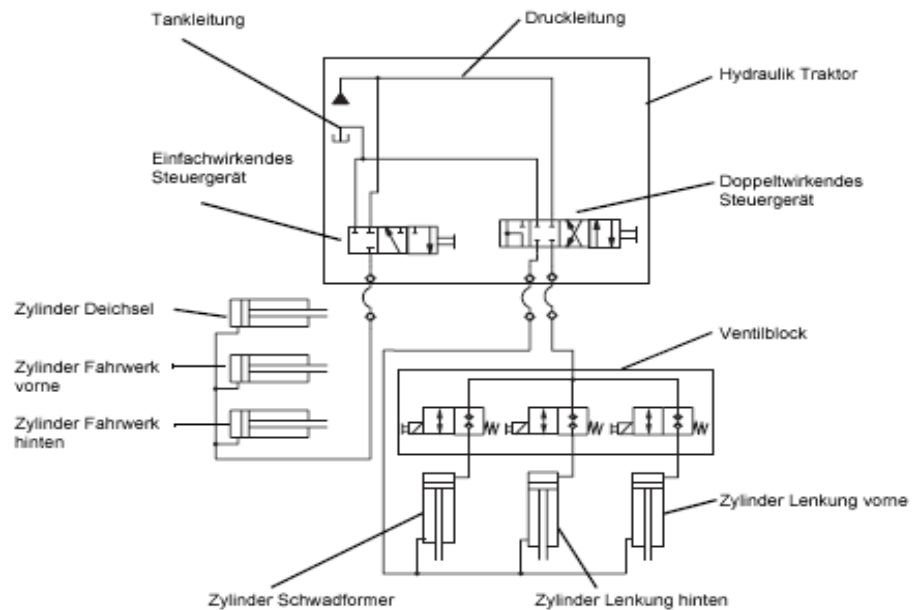 Tankleitung
Druckleitung
Hydraulik Traktor
Einfachwirkendes
Steuergerät
Doppeltwirkendes
Steuergerät
Zylinder Deichsel
Ventilblock
Zylinder Fahrwerk
vorne
Zylinder Fahrwerk
hinten
Zylinder Lenkung vorne
Zylinder Schwadformer
Zylinder Lenkung hinten